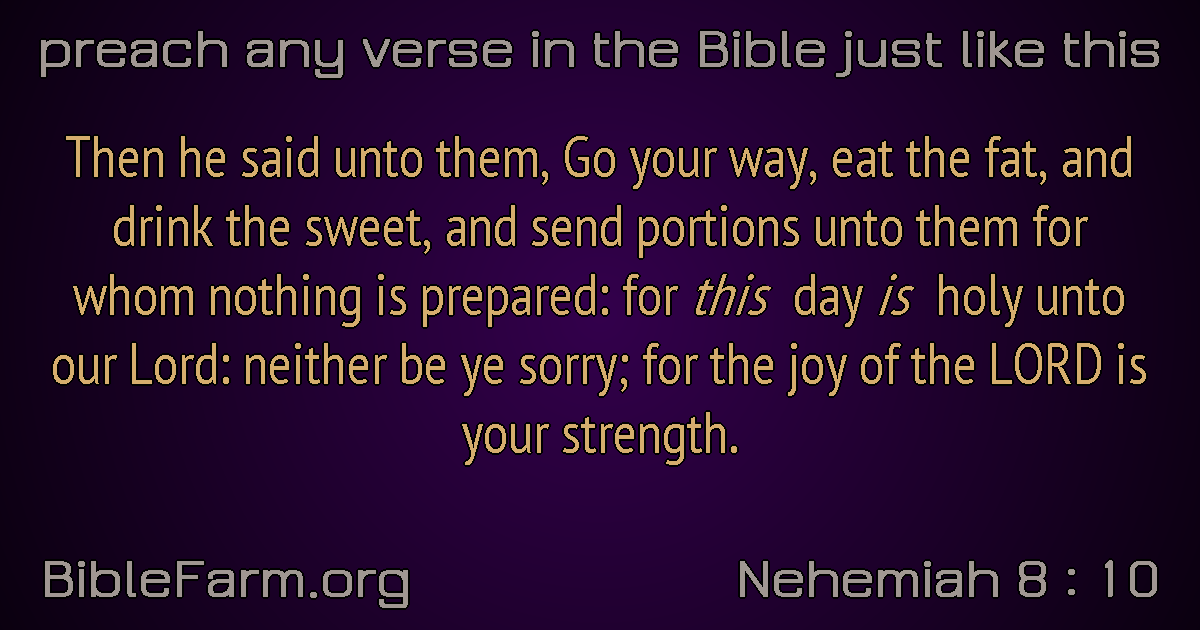 preach any verse in the Bible just like this
Then he said unto them, Go your way, eat the fat, and
drink the sweet, and send portions unto them for
whom nothing is prepared: for this day is holy unto
our Lord: neither be ye sorry; for the joy of the LORD is
your strength.
BibleFarm.org
Nehemiah 8 : 10